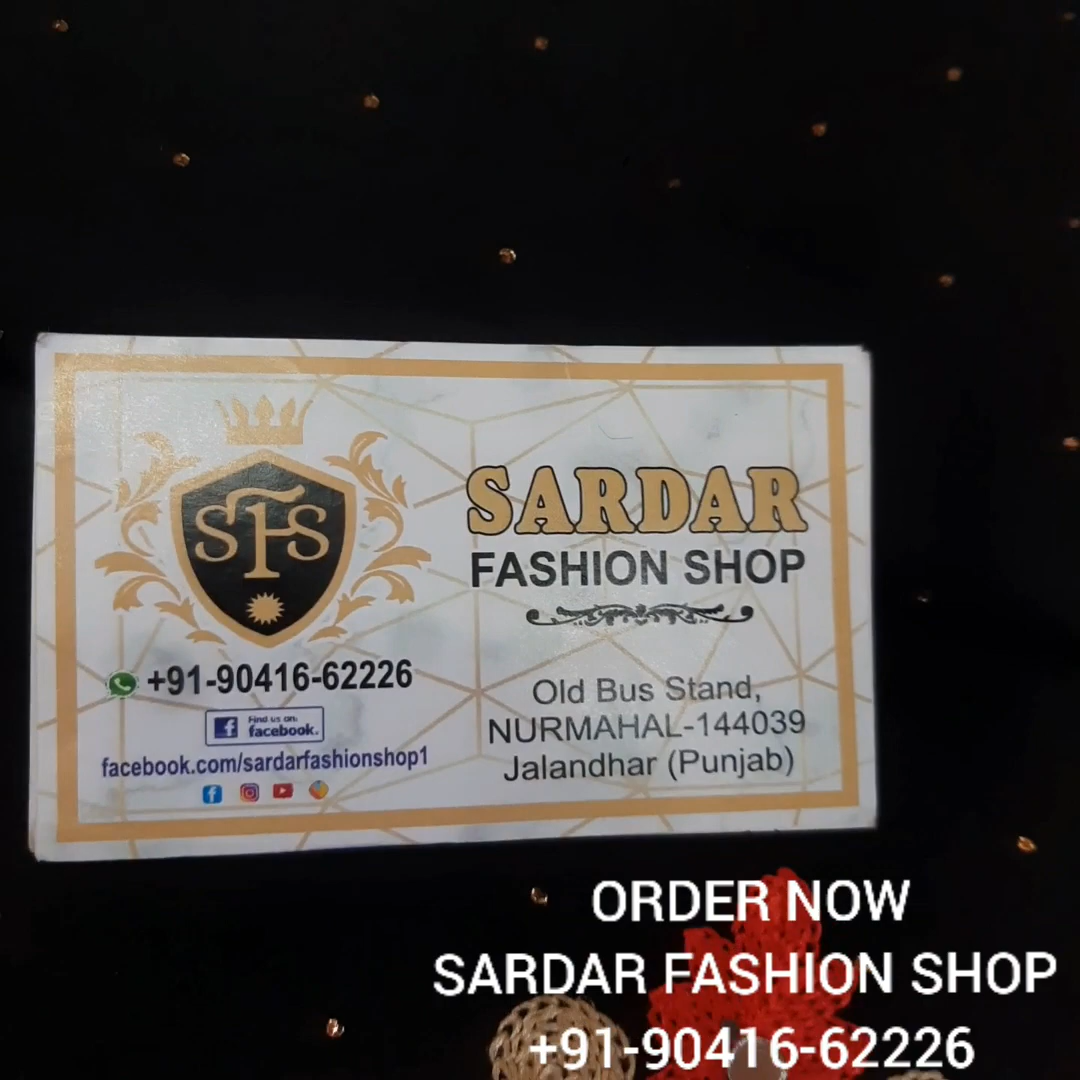 SFS
SARDAR
FASHION SHOP
+91-90416-62226
Find us on:
facebook.
facebook.com/sardarfashionshop1
Old Bus Stand,
NURMAHAL-144039
Jalandhar (Punjab)
ORDER NOW
SARDAR FASHION SHOP
+91-90416-62226